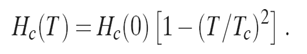 H_c(T) = H_c(0) [1 − (T/T_c)²] .